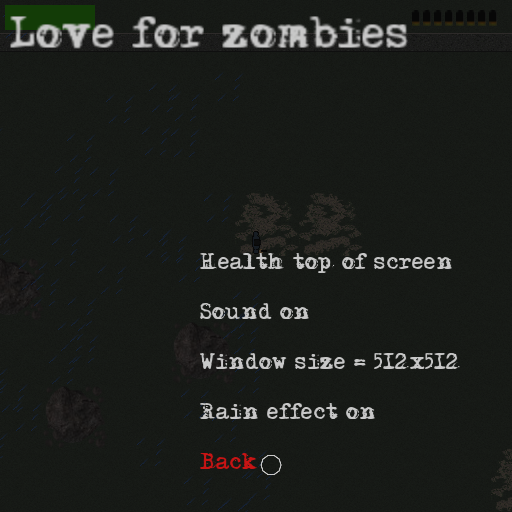 Love for zombies
Health top of screen
Sound on
Window size = 512x512
Rain effect on
Back